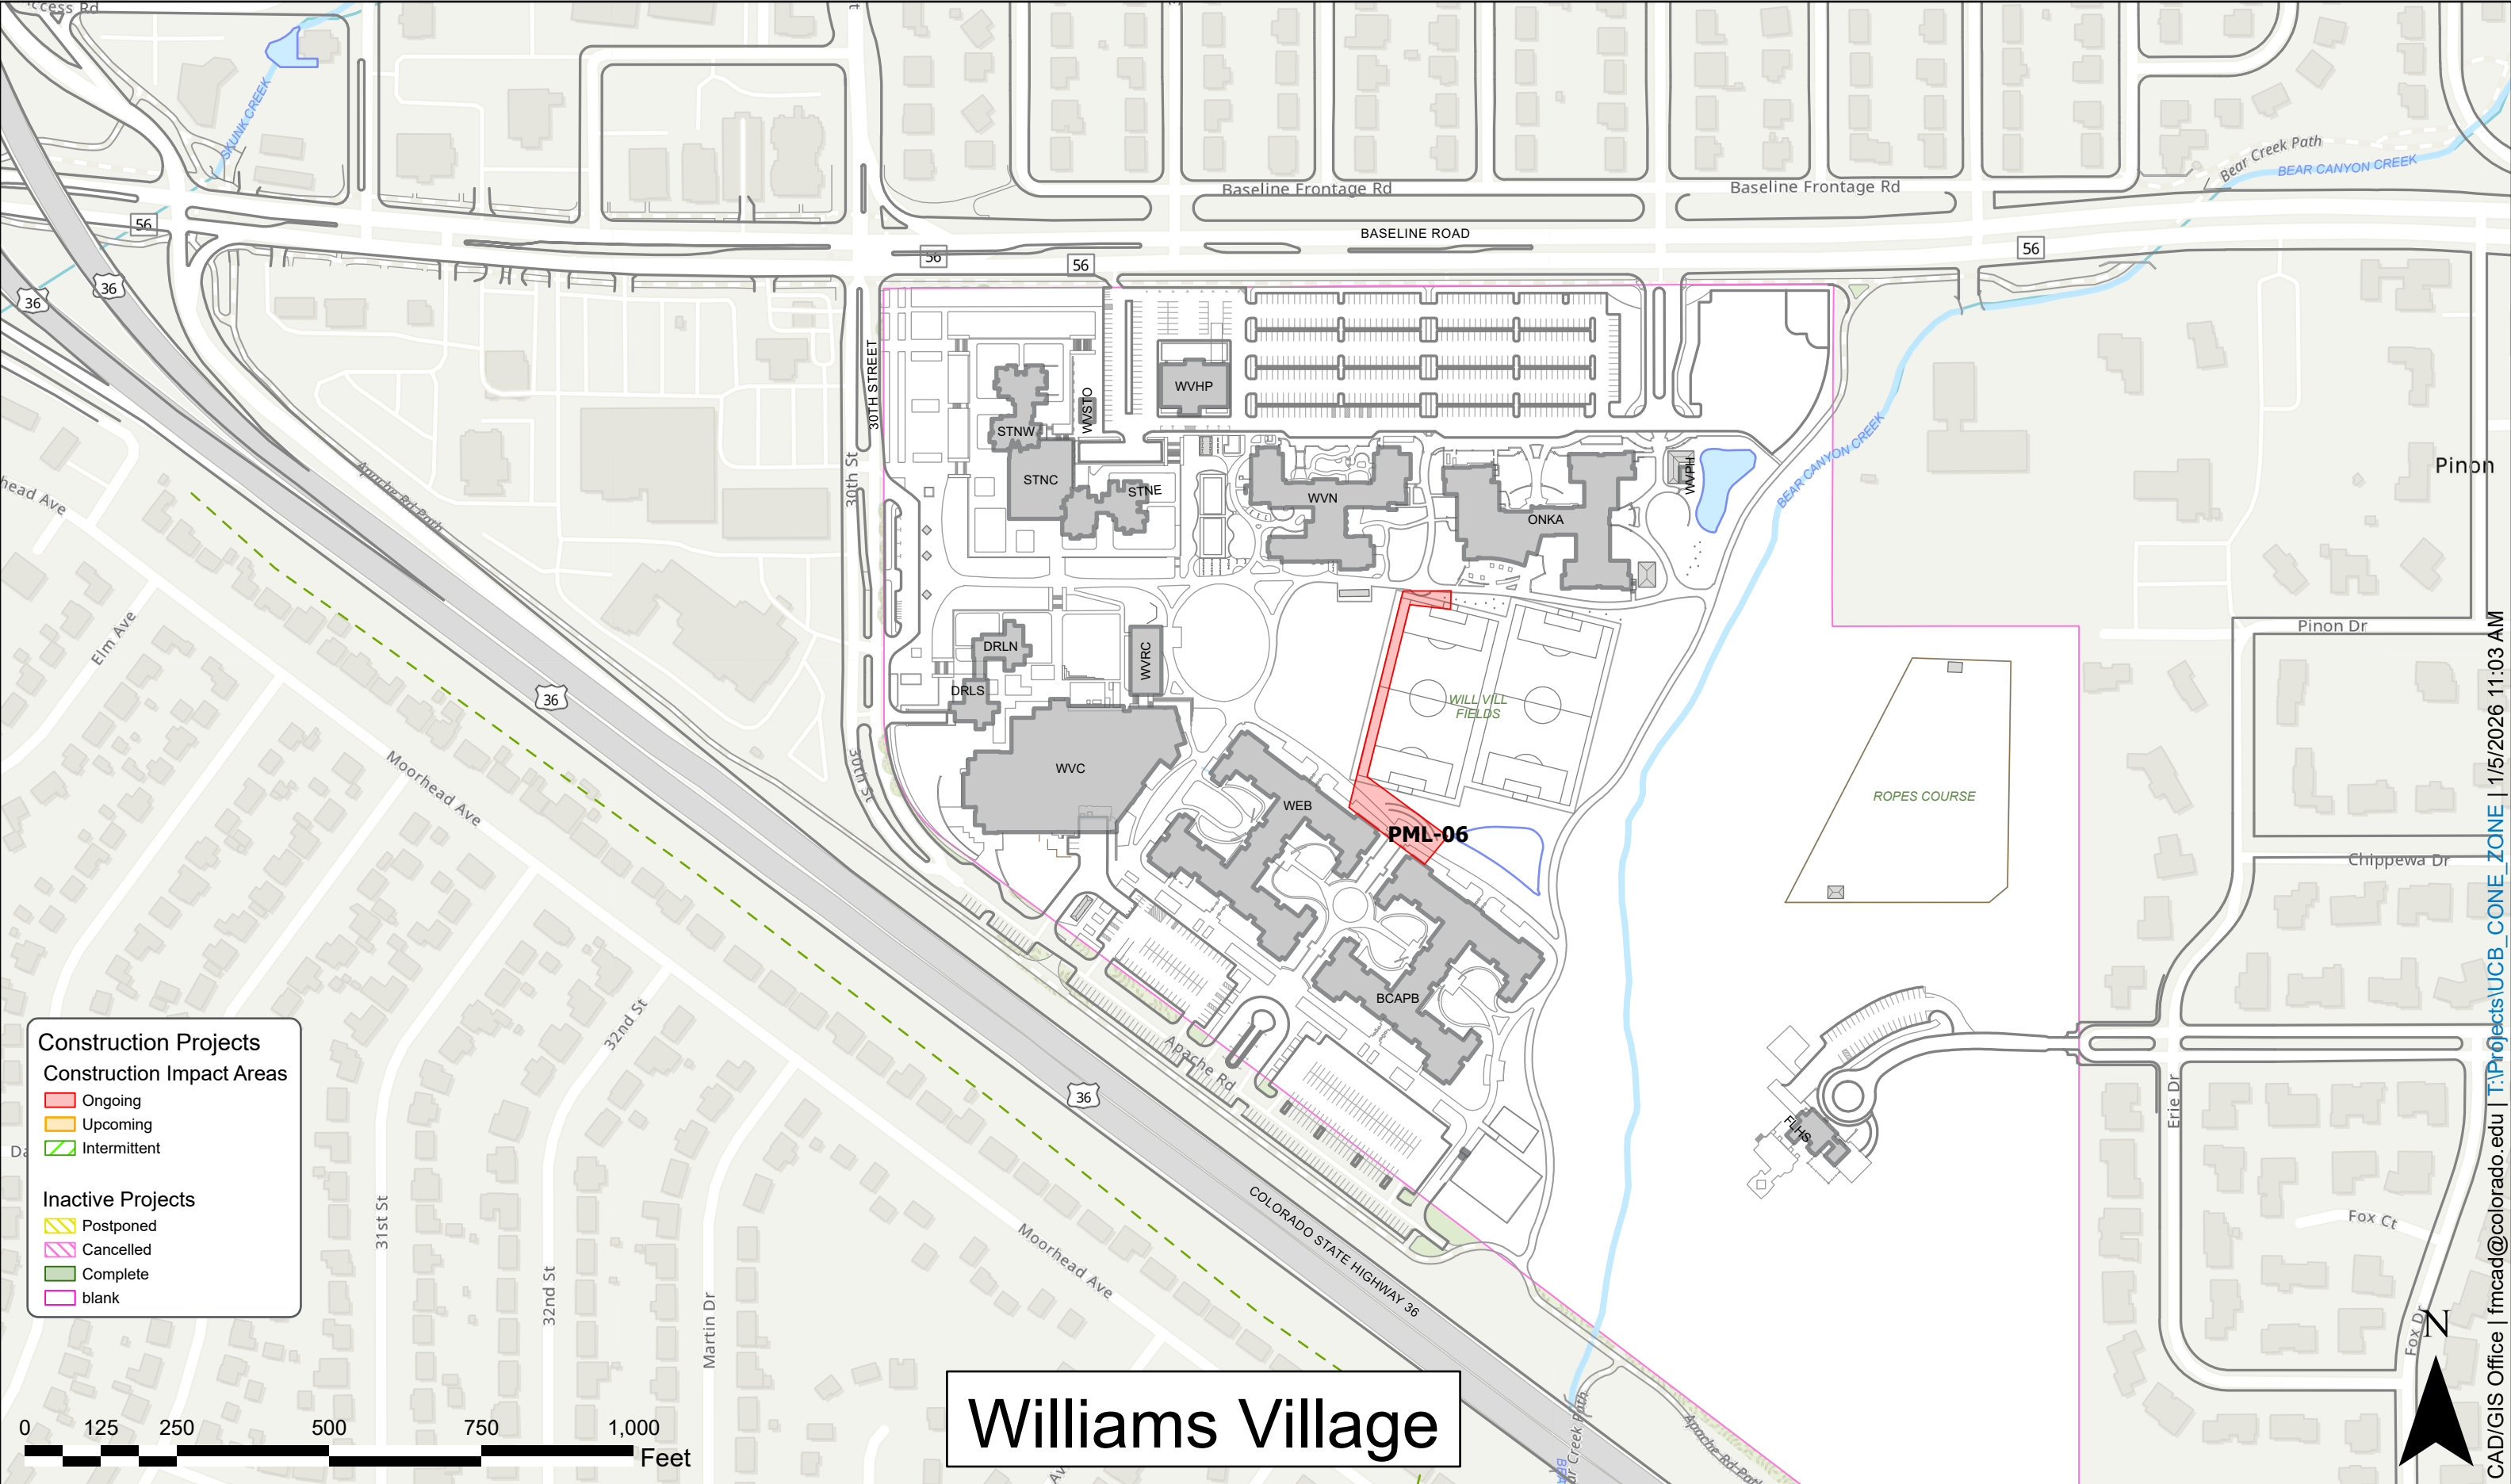 SKUNK CREEK
Bear Creek Path
BEAR CANYON CREEK
Baseline Frontage Rd
Baseline Frontage Rd
BASELINE ROAD
56
56
56
56
36
36
30TH STREET
30th St
Apache Rd Path
WVSTO
WVHP
STNW
STNC
STNE
WVN
ONKA
WVPH
BEAR CANYON CREEK
Pinon
Pinon Dr
Elm Ave
36
DRLN
DRLS
WVRC
WILL VILL
FIELDS
Moorhead Ave
30th St
WVC
WEB
PML-06
ROPES COURSE
Chippewa Dr
BCAPB
Apache Rd
32nd St
36
Erie Dr
FLHS
COLORADO STATE HIGHWAY 36
Fox Ct
Fox Dr
Moorhead Ave
31st St
32nd St
Martin Dr
Apache Rd Path
Construction Projects
Construction Impact Areas
Ongoing
Upcoming
Intermittent
Inactive Projects
Postponed
Cancelled
Complete
blank
0 125 250 500 750 1,000
Feet
Williams Village
N
CAD/GIS Office | fmcad@colorado.edu | T:\Projects\UCB_CONE_ZONE | 1/5/2026 11:03 AM